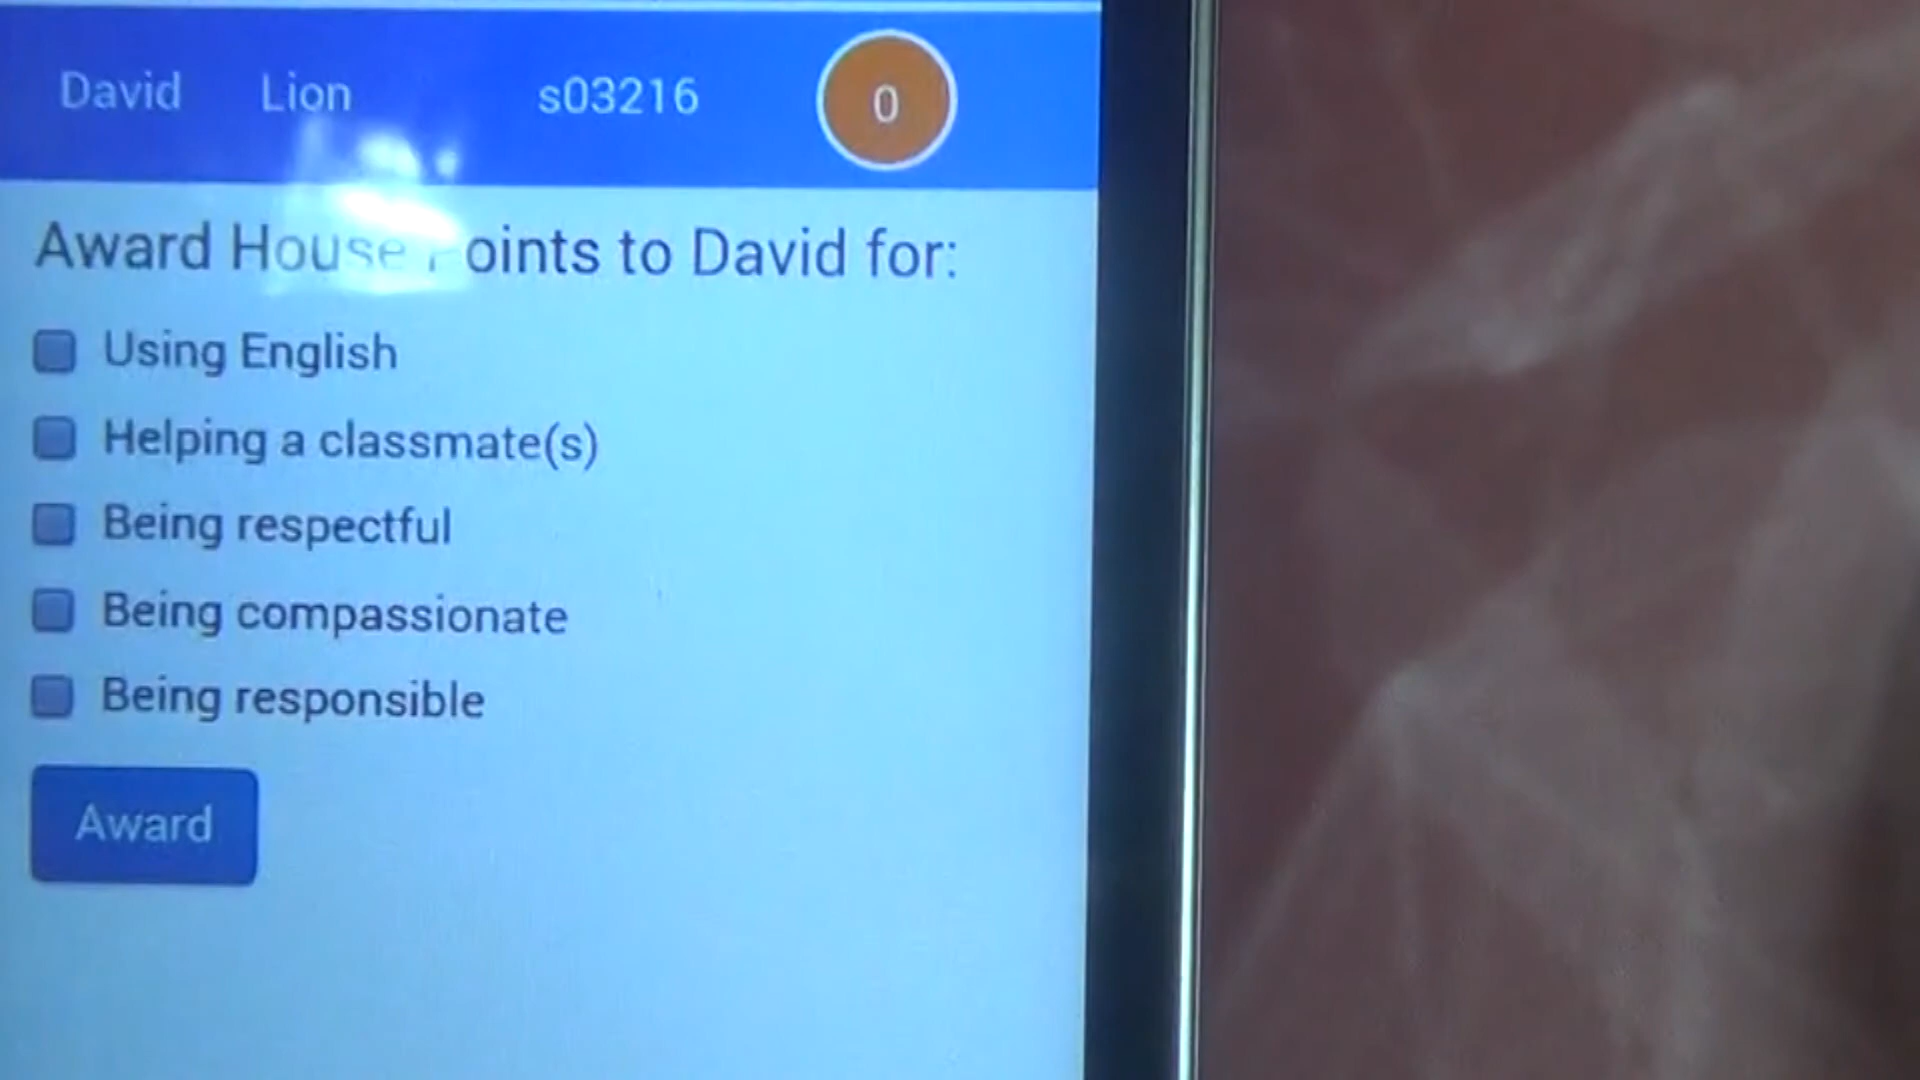 David Lion s03216 0
Award House Points to David for:
Using English
Helping a classmate(s)
Being respectful
Being compassionate
Being responsible
Award